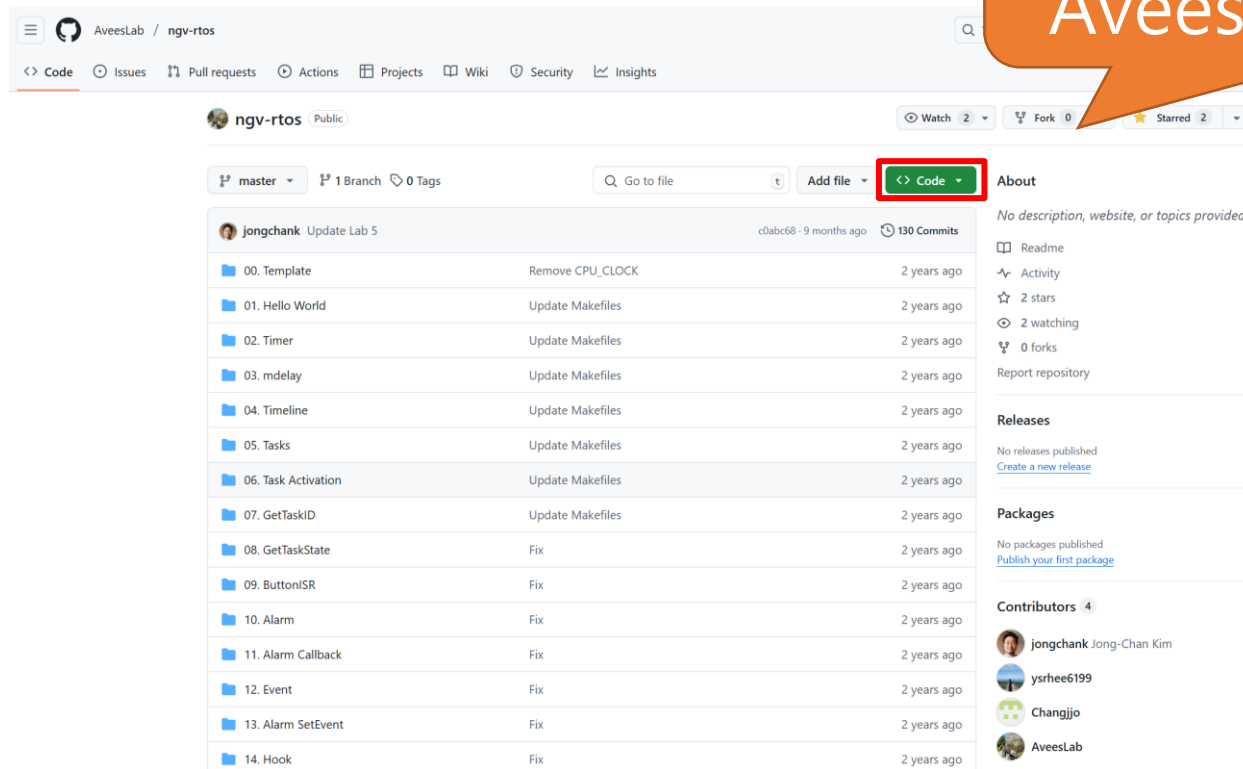 Avees
AveesLab / ngv-rtos
Code Issues Pull requests Actions Projects Wiki Security Insights
ngv-rtos Public
Watch 2 Fork 0 Starred 2
master 1 Branch 0 Tags Go to file t Add file <> Code
About
jongchank Update Lab 5 c0abc68 · 9 months ago 130 Commits
No description, website, or topics provided
Readme
Activity
2 stars
2 watching
0 forks
Report repository
00. Template Remove CPU_CLOCK 2 years ago
01. Hello World Update Makefiles 2 years ago
02. Timer Update Makefiles 2 years ago
03. mdelay Update Makefiles 2 years ago
04. Timeline Update Makefiles 2 years ago
05. Tasks Update Makefiles 2 years ago
06. Task Activation Update Makefiles 2 years ago
07. GetTaskID Update Makefiles 2 years ago
08. GetTaskState Fix 2 years ago
09. ButtonISR Fix 2 years ago
10. Alarm Fix 2 years ago
11. Alarm Callback Fix 2 years ago
12. Event Fix 2 years ago
13. Alarm SetEvent Fix 2 years ago
14. Hook Fix 2 years ago
Releases
No releases published
Create a new release
Packages
No packages published
Publish your first package
Contributors 4
jongchank Jong-Chan Kim
ysrhee6199
Changjjo
AveesLab